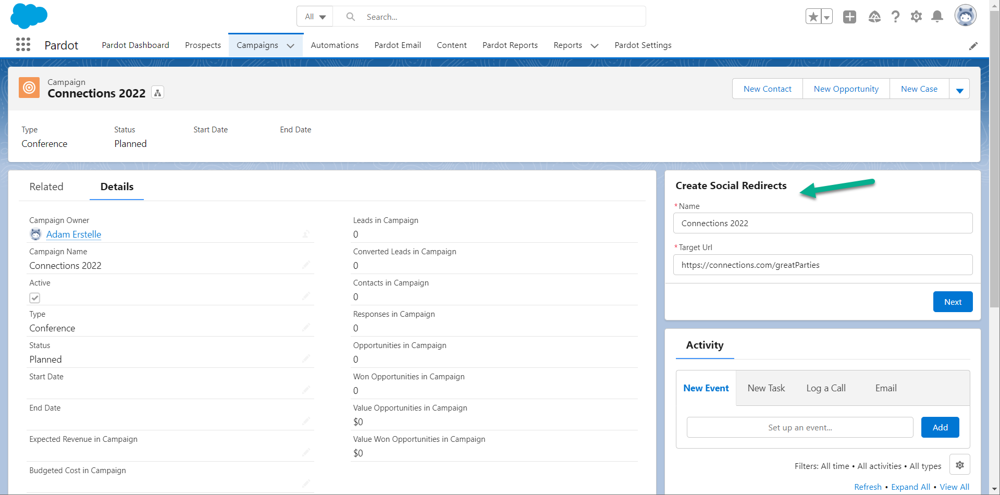 All
Search...
Pardot
Pardot Dashboard
Prospects
Campaigns
Automations
Pardot Email
Content
Pardot Reports
Reports
Pardot Settings
Campaign
Connections 2022
New Contact
New Opportunity
New Case
Type
Status
Start Date
End Date
Conference
Planned
Related
Details
Campaign Owner
Adam Erstelle
Campaign Name
Connections 2022
Active
Type
Conference
Status
Planned
Start Date
End Date
Expected Revenue in Campaign
Budgeted Cost in Campaign
Leads in Campaign
0
Converted Leads in Campaign
0
Contacts in Campaign
0
Responses in Campaign
0
Opportunities in Campaign
0
Won Opportunities in Campaign
0
Value Opportunities in Campaign
$0
Value Won Opportunities in Campaign
$0
Create Social Redirects
*Name
Connections 2022
*Target Url
https://connections.com/greatParties
Next
Activity
New Event
New Task
Log a Call
Email
Set up an event...
Add
Filters: All time • All activities • All types
Refresh • Expand All • View All